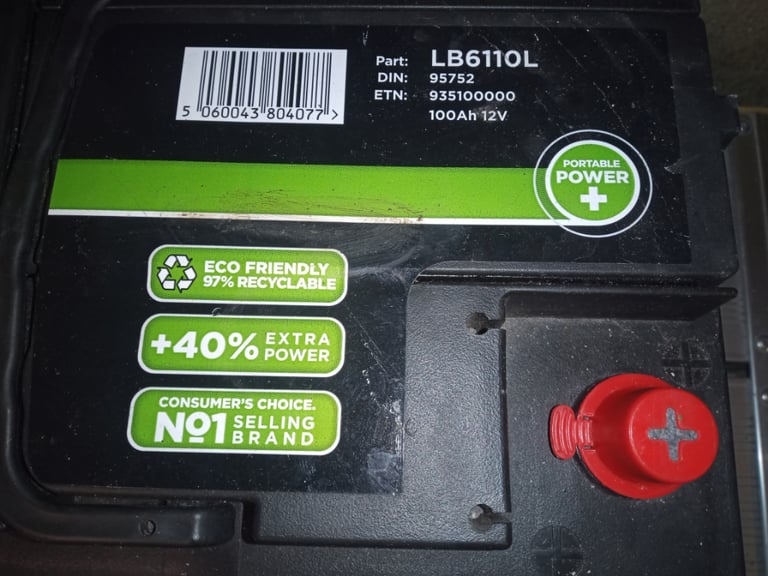 Part: LB6110L
DIN: 95752
ETN: 935100000
100Ah 12V
5 060043 804077 >
PORTABLE
POWER
+
ECO FRIENDLY
97% RECYCLABLE
+40% EXTRA
POWER
CONSUMER'S CHOICE.
Nº1 SELLING
BRAND
+